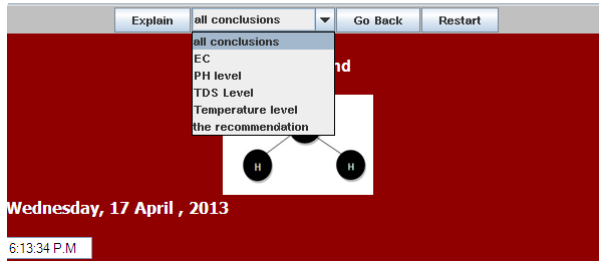 Explain all conclusions Go Back Restart
all conclusions
EC
PH level
TDS Level
Temperature level
the recommendation
nd
H H
Wednesday, 17 April , 2013
6:13:34 P.M